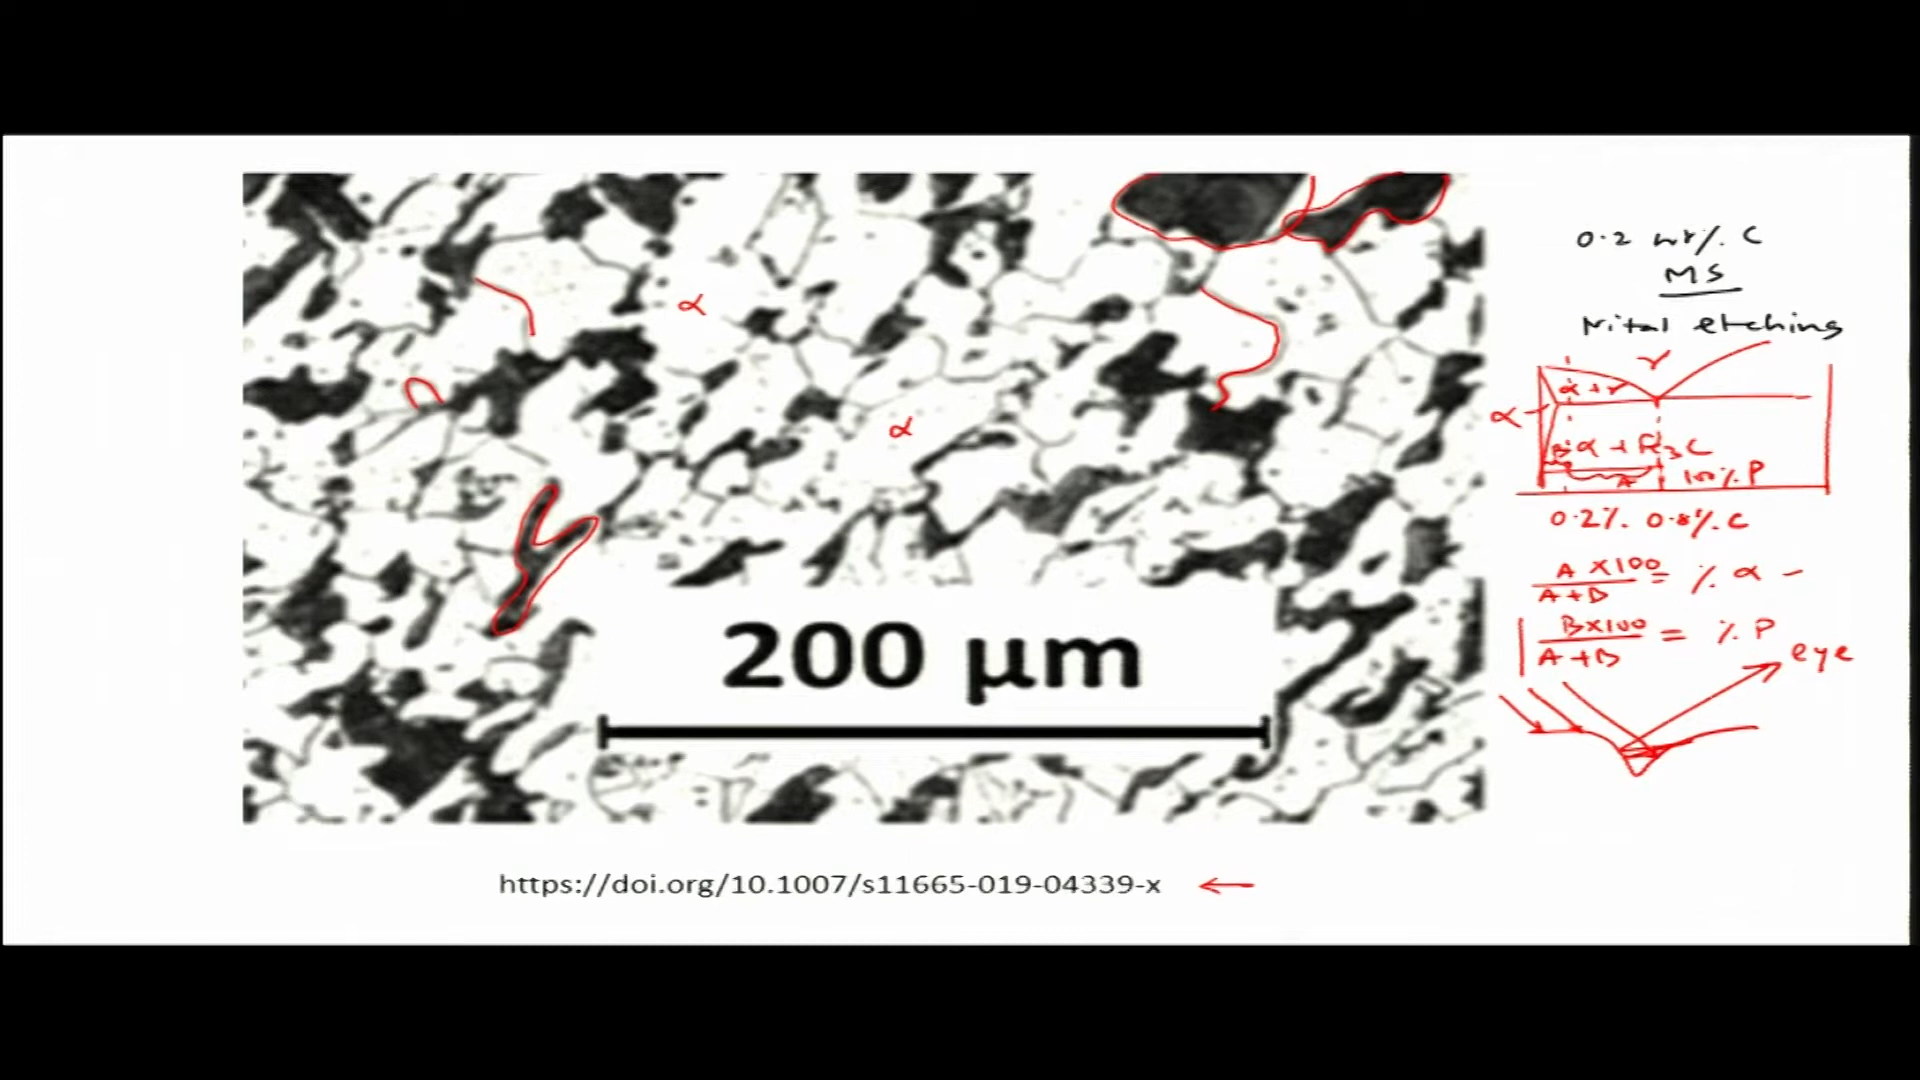 α
α
200 µm
https://doi.org/10.1007/s11665-019-04339-x ←
0.2 wt% C
MS
Nital etching
γ
α+γ
α
α + Fe3C
B
A
100% P
0.2% 0.8% C
A X100 / A+B = % α -
B X100 / A+B = % P
eye